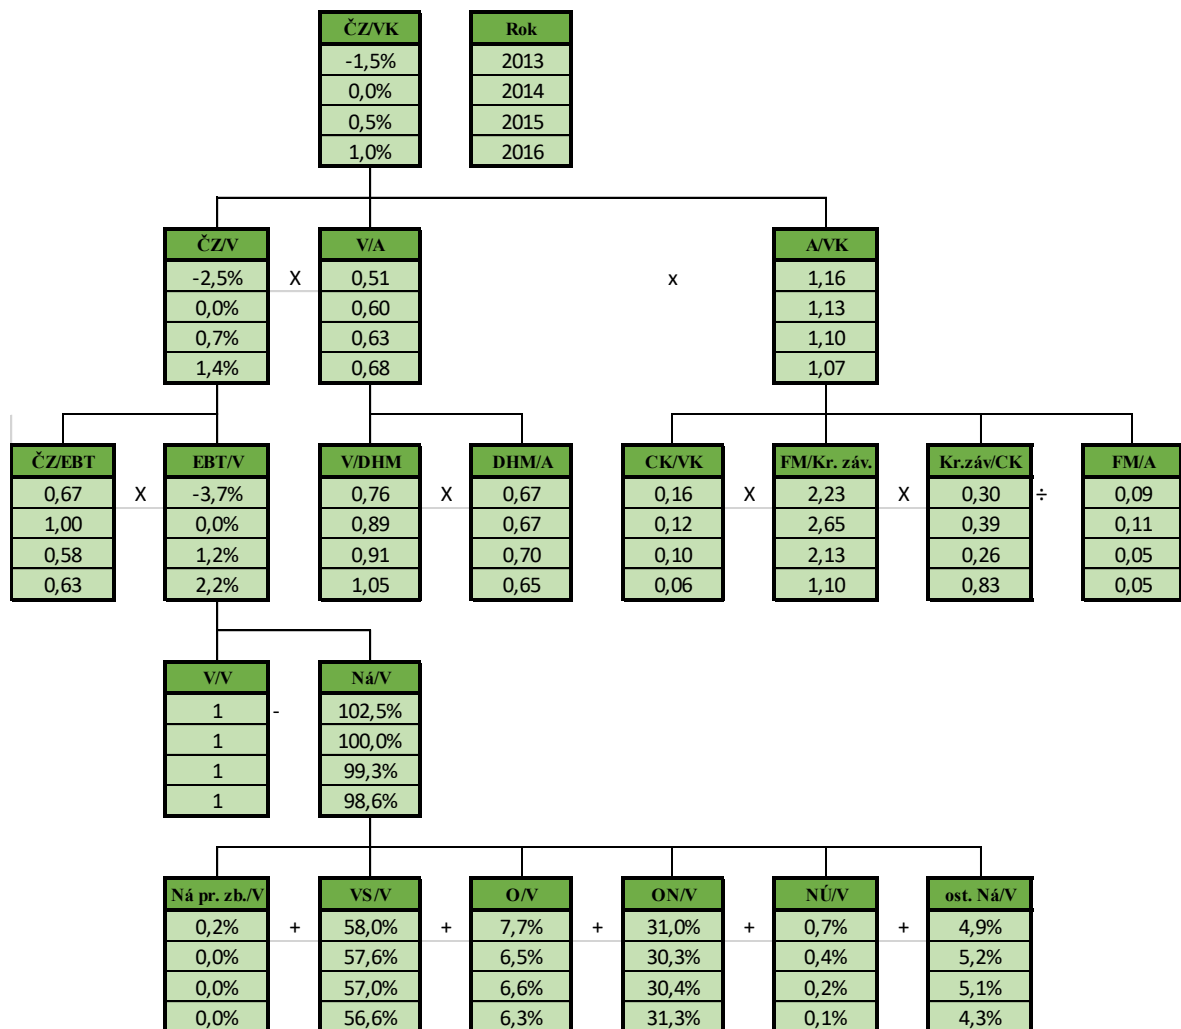 ČZ/VK Rok
-1,5% 2013
0,0% 2014
0,5% 2015
1,0% 2016
ČZ/V V/A A/VK
-2,5% X 0,51 x 1,16
0,0% 0,60 1,13
0,7% 0,63 1,10
1,4% 0,68 1,07
ČZ/EBT EBT/V V/DHM DHM/A CK/VK FM/Kr. záv. Kr.záv/CK FM/A
0,67 X -3,7% 0,76 X 0,67 0,16 X 2,23 X 0,30 ÷ 0,09
1,00 0,0% 0,89 0,67 0,12 2,65 0,39 0,11
0,58 1,2% 0,91 0,70 0,10 2,13 0,26 0,05
0,63 2,2% 1,05 0,65 0,06 1,10 0,83 0,05
V/V Ná/V
1 - 102,5%
1 100,0%
1 99,3%
1 98,6%
Ná pr. zb./V VS/V O/V ON/V NÚ/V ost. Ná/V
0,2% + 58,0% + 7,7% + 31,0% + 0,7% + 4,9%
0,0% 57,6% 6,5% 30,3% 0,4% 5,2%
0,0% 57,0% 6,6% 30,4% 0,2% 5,1%
0,0% 56,6% 6,3% 31,3% 0,1% 4,3%